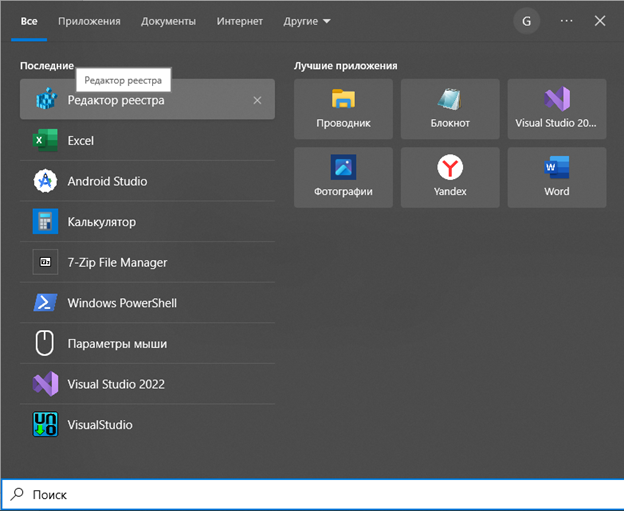 Все Приложения Документы Интернет Другие G ...
Последние
Редактор реестра
Редактор реестра
Excel
Android Studio
Калькулятор
7-Zip File Manager
Windows PowerShell
Параметры мыши
Visual Studio 2022
VisualStudio
Лучшие приложения
Проводник Блокнот Visual Studio 20...
Фотографии Yandex Word
Поиск